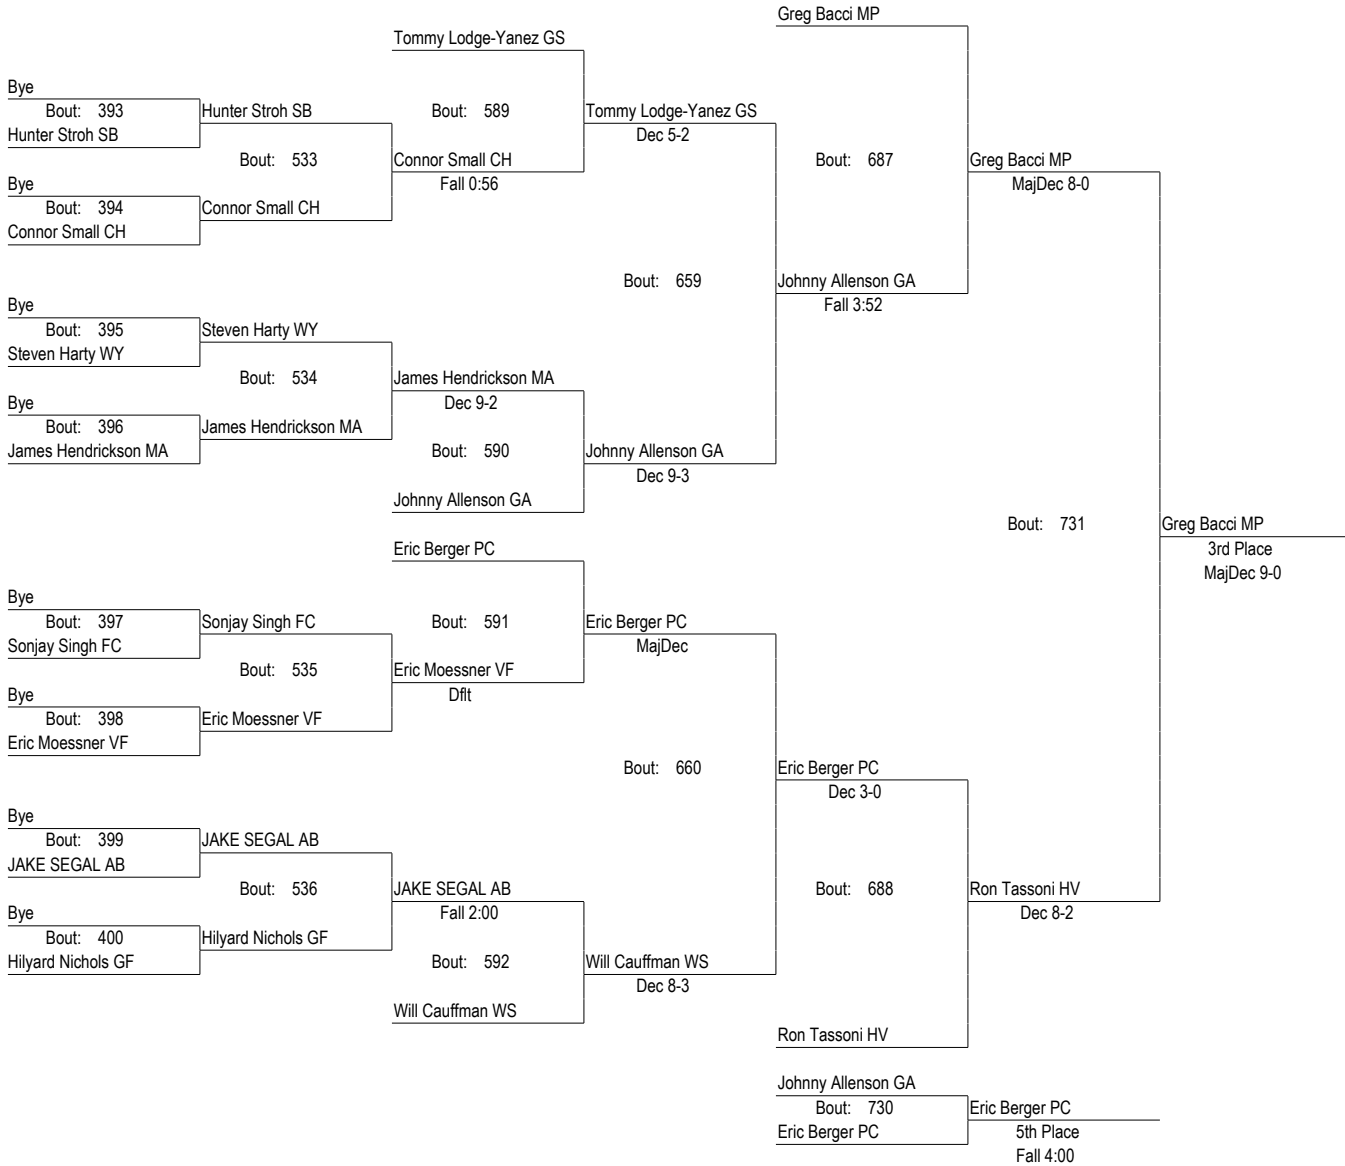 Greg Bacci MP
Tommy Lodge-Yanez GS
Bye
Bout: 393
Hunter Stroh SB
Bout: 589
Tommy Lodge-Yanez GS
Hunter Stroh SB
Dec 5-2
Bout: 533
Connor Small CH
Bout: 687
Greg Bacci MP
Bye
Fall 0:56
MajDec 8-0
Bout: 394
Connor Small CH
Connor Small CH
Bout: 659
Johnny Allenson GA
Bye
Fall 3:52
Bout: 395
Steven Harty WY
Steven Harty WY
Bout: 534
James Hendrickson MA
Bye
Dec 9-2
Bout: 396
James Hendrickson MA
James Hendrickson MA
Bout: 590
Johnny Allenson GA
Dec 9-3
Johnny Allenson GA
Bout: 731
Greg Bacci MP
Eric Berger PC
3rd Place
MajDec 9-0
Bye
Bout: 397
Sonjay Singh FC
Bout: 591
Eric Berger PC
Sonjay Singh FC
MajDec
Bout: 535
Eric Moessner VF
Bye
Dflt
Bout: 398
Eric Moessner VF
Eric Moessner VF
Bout: 660
Eric Berger PC
Dec 3-0
Bye
Bout: 399
JAKE SEGAL AB
JAKE SEGAL AB
Bout: 536
JAKE SEGAL AB
Bout: 688
Ron Tassoni HV
Bye
Fall 2:00
Dec 8-2
Bout: 400
Hilyard Nichols GF
Hilyard Nichols GF
Bout: 592
Will Cauffman WS
Dec 8-3
Will Cauffman WS
Ron Tassoni HV
Johnny Allenson GA
Bout: 730
Eric Berger PC
Eric Berger PC
5th Place
Fall 4:00